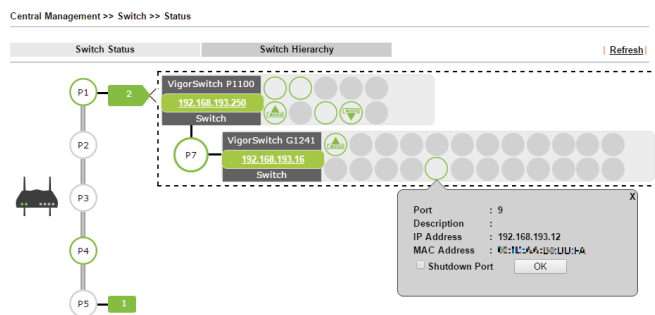 Central Management >> Switch >> Status
Switch Status
Switch Hierarchy
| Refresh |
P1
2
VigorSwitch P1100
192.168.193.250
Switch
P2
P7
VigorSwitch G1241
192.168.193.16
Switch
P3
X
Port : 9
Description :
IP Address : 192.168.193.12
MAC Address :
Shutdown Port
OK
P4
P5
1